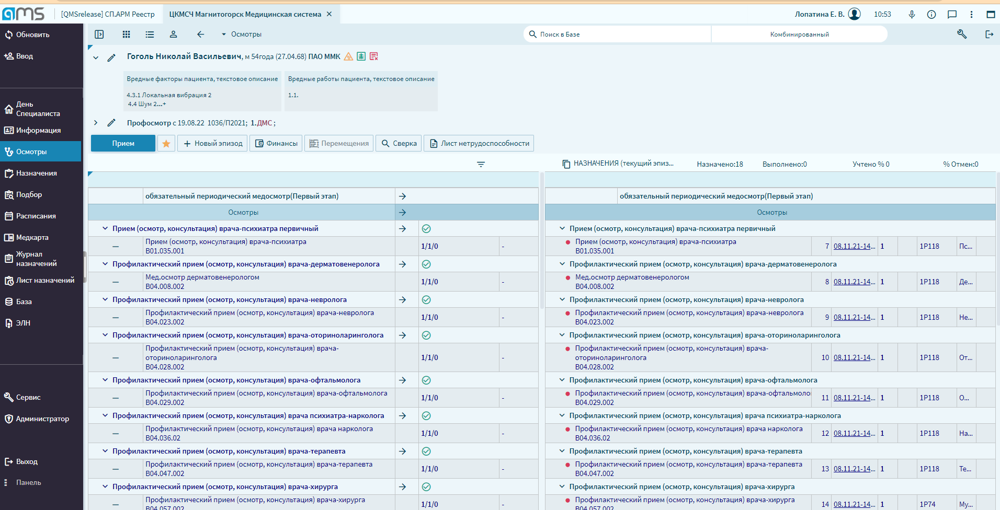 qms
[QMSrelease] СП.АРМ Реестр
ЦКМСЧ Магнитогорск Медицинская система
Лопатина Е. В.
10:53
Обновить
Ввод
День
Специалиста
Информация
Осмотры
Назначения
Подбор
Расписания
Медкарта
Журнал
назначений
Лист назначений
База
ЭЛН
Сервис
Администратор
Выход
Панель
Осмотры
Поиск в Базе
Комбинированный
Гоголь Николай Васильевич, м 54года (27.04.68) ПАО ММК
Вредные факторы пациента, текстовое описание
4.3.1 Локальная вибрация 2
4.4 Шум 2...+
Вредные работы пациента, текстовое описание
1.1.
Профосмотр с 19.08.22 1036/П2021; 1.ДМС ;
Прием
Новый эпизод
Финансы
Перемещения
Сверка
Лист нетрудоспособности
НАЗНАЧЕНИЯ (текущий эпиз...
Назначено:18
Выполнено:0
Учтено % 0
% Отмен:0
обязательный периодический медосмотр(Первый этап)
Осмотры
Прием (осмотр, консультация) врача-психиатра первичный
Прием (осмотр, консультация) врача-психиатра
B01.035.001
1/1/0 -
Профилактический прием (осмотр, консультация) врача-дерматовенеролога
Мед.осмотр дерматовенерологом
B04.008.002
1/1/0 -
Профилактический прием (осмотр, консультация) врача-невролога
Профилактический прием (осмотр, консультация) врача-невролога
B04.023.002
1/1/0 -
Профилактический прием (осмотр, консультация) врача-оториноларинголога
Профилактический прием (осмотр, консультация) врача-
оториноларинголога
B04.028.002
1/1/0 -
Профилактический прием (осмотр, консультация) врача-офтальмолога
Профилактический прием (осмотр, консультация) врача-офтальмолога
B04.029.002
1/1/0 -
Профилактический прием (осмотр, консультация) врача психиатра-нарколога
Профилактический прием (осмотр, консультация) врача нарколога
B04.036.02
1/1/0 -
Профилактический прием (осмотр, консультация) врача-терапевта
Профилактический прием (осмотр, консультация) врача-терапевта
B04.047.002
1/1/0 -
Профилактический прием (осмотр, консультация) врача-хирурга
Профилактический прием (осмотр, консультация) врача-хирурга
B04.057.002
1/1/0 -
обязательный периодический медосмотр(Первый этап)
Осмотры
Прием (осмотр, консультация) врача-психиатра первичный
Прием (осмотр, консультация) врача-психиатра
B01.035.001
7 08.11.21-14... 1 1P118 Пс...
Профилактический прием (осмотр, консультация) врача-дерматовенеролога
Мед.осмотр дерматовенерологом
B04.008.002
8 08.11.21-14... 1 1P118 Де...
Профилактический прием (осмотр, консультация) врача-невролога
Профилактический прием (осмотр, консультация) врача-невролога
B04.023.002
9 08.11.21-14... 1 1P118 Не...
Профилактический прием (осмотр, консультация) врача-оториноларинголога
Профилактический прием (осмотр, консультация) врача-
оториноларинголога
B04.028.002
10 08.11.21-14... 1 1P118 От...
Профилактический прием (осмотр, консультация) врача-офтальмолога
Профилактический прием (осмотр, консультация) врача-офтальмолог
B04.029.002
11 08.11.21-14... 1 1P118 О...
Профилактический прием (осмотр, консультация) врача психиатра-нарколога
Профилактический прием (осмотр, консультация) врача нарколога
B04.036.02
12 08.11.21-14... 1 1P118 На...
Профилактический прием (осмотр, консультация) врача-терапевта
Профилактический прием (осмотр, консультация) врача-терапевта
B04.047.002
13 08.11.21-14... 1 1P118 Те...
Профилактический прием (осмотр, консультация) врача-хирурга
Профилактический прием (осмотр, консультация) врача-хирурга
B04.057.002
14 08.11.21-14... 1 1P74 Му...